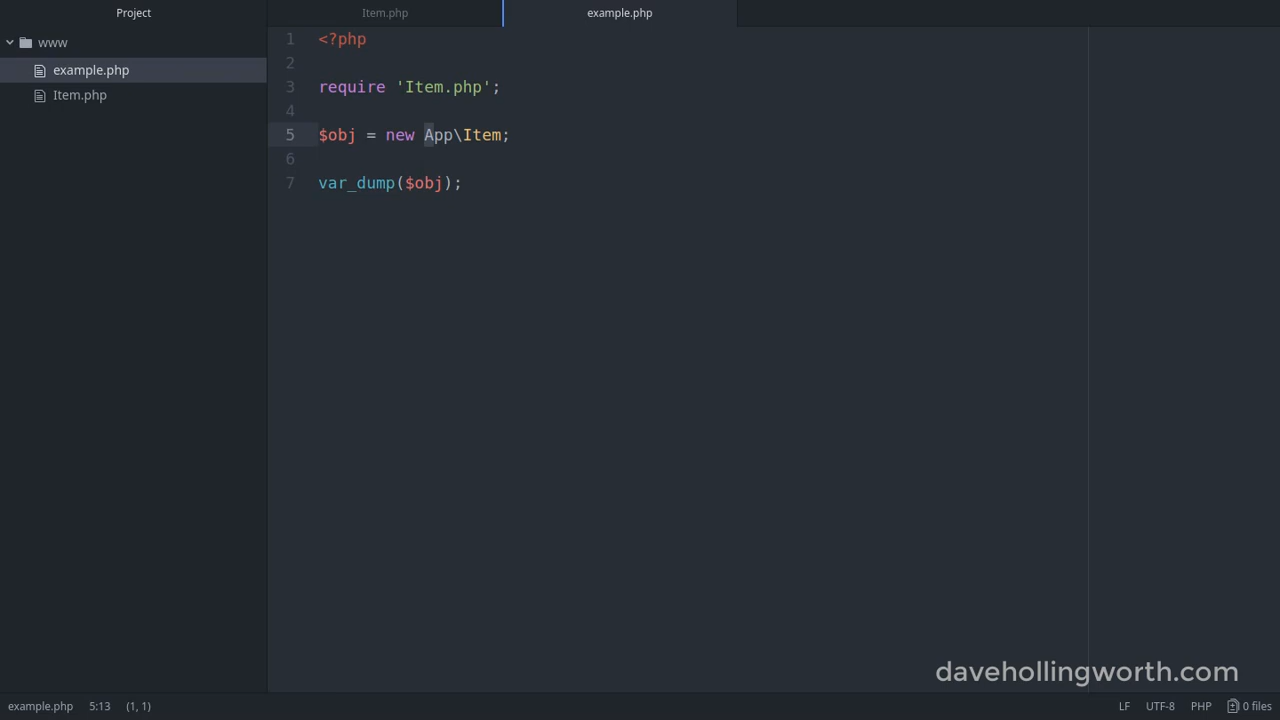 Project
Item.php
example.php
www
example.php
Item.php
1 <?php
2
3 require 'Item.php';
4
5 $obj = new App\Item;
6
7 var_dump($obj);
davehollingworth.com
example.php 5:13 (1, 1)
LF UTF-8 PHP 0 files